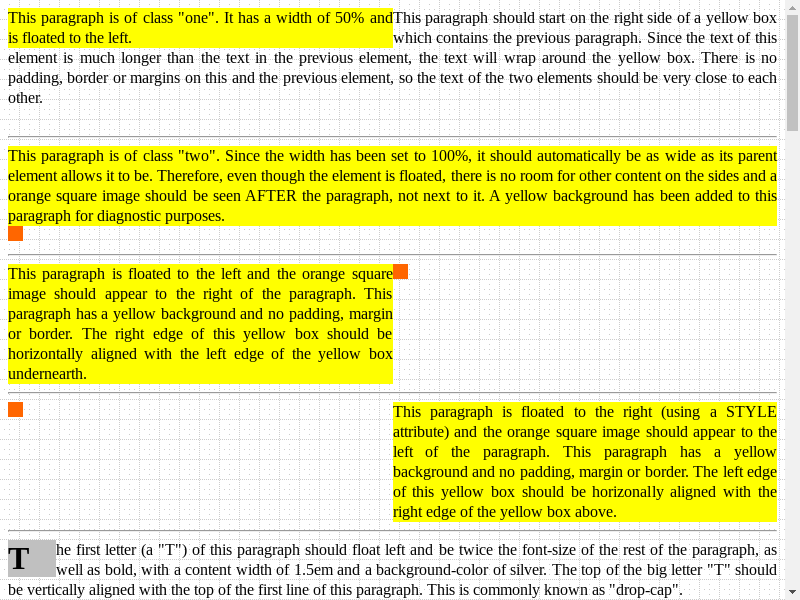 This paragraph is of class "one". It has a width of 50% and
is floated to the left.
This paragraph should start on the right side of a yellow box
which contains the previous paragraph. Since the text of this
element is much longer than the text in the previous element, the text will wrap around the yellow box. There is no
padding, border or margins on this and the previous element, so the text of the two elements should be very close to each
other.
This paragraph is of class "two". Since the width has been set to 100%, it should automatically be as wide as its parent
element allows it to be. Therefore, even though the element is floated, there is no room for other content on the sides and a
orange square image should be seen AFTER the paragraph, not next to it. A yellow background has been added to this
paragraph for diagnostic purposes.
This paragraph is floated to the left and the orange square
image should appear to the right of the paragraph. This
paragraph has a yellow background and no padding, margin
or border. The right edge of this yellow box should be
horizontally aligned with the left edge of the yellow box
undernearth.
This paragraph is floated to the right (using a STYLE
attribute) and the orange square image should appear to the
left of the paragraph. This paragraph has a yellow
background and no padding, margin or border. The left edge
of this yellow box should be horizonally aligned with the
right edge of the yellow box above.
The first letter (a "T") of this paragraph should float left and be twice the font-size of the rest of the paragraph, as
well as bold, with a content width of 1.5em and a background-color of silver. The top of the big letter "T" should
be vertically aligned with the top of the first line of this paragraph. This is commonly known as "drop-cap".